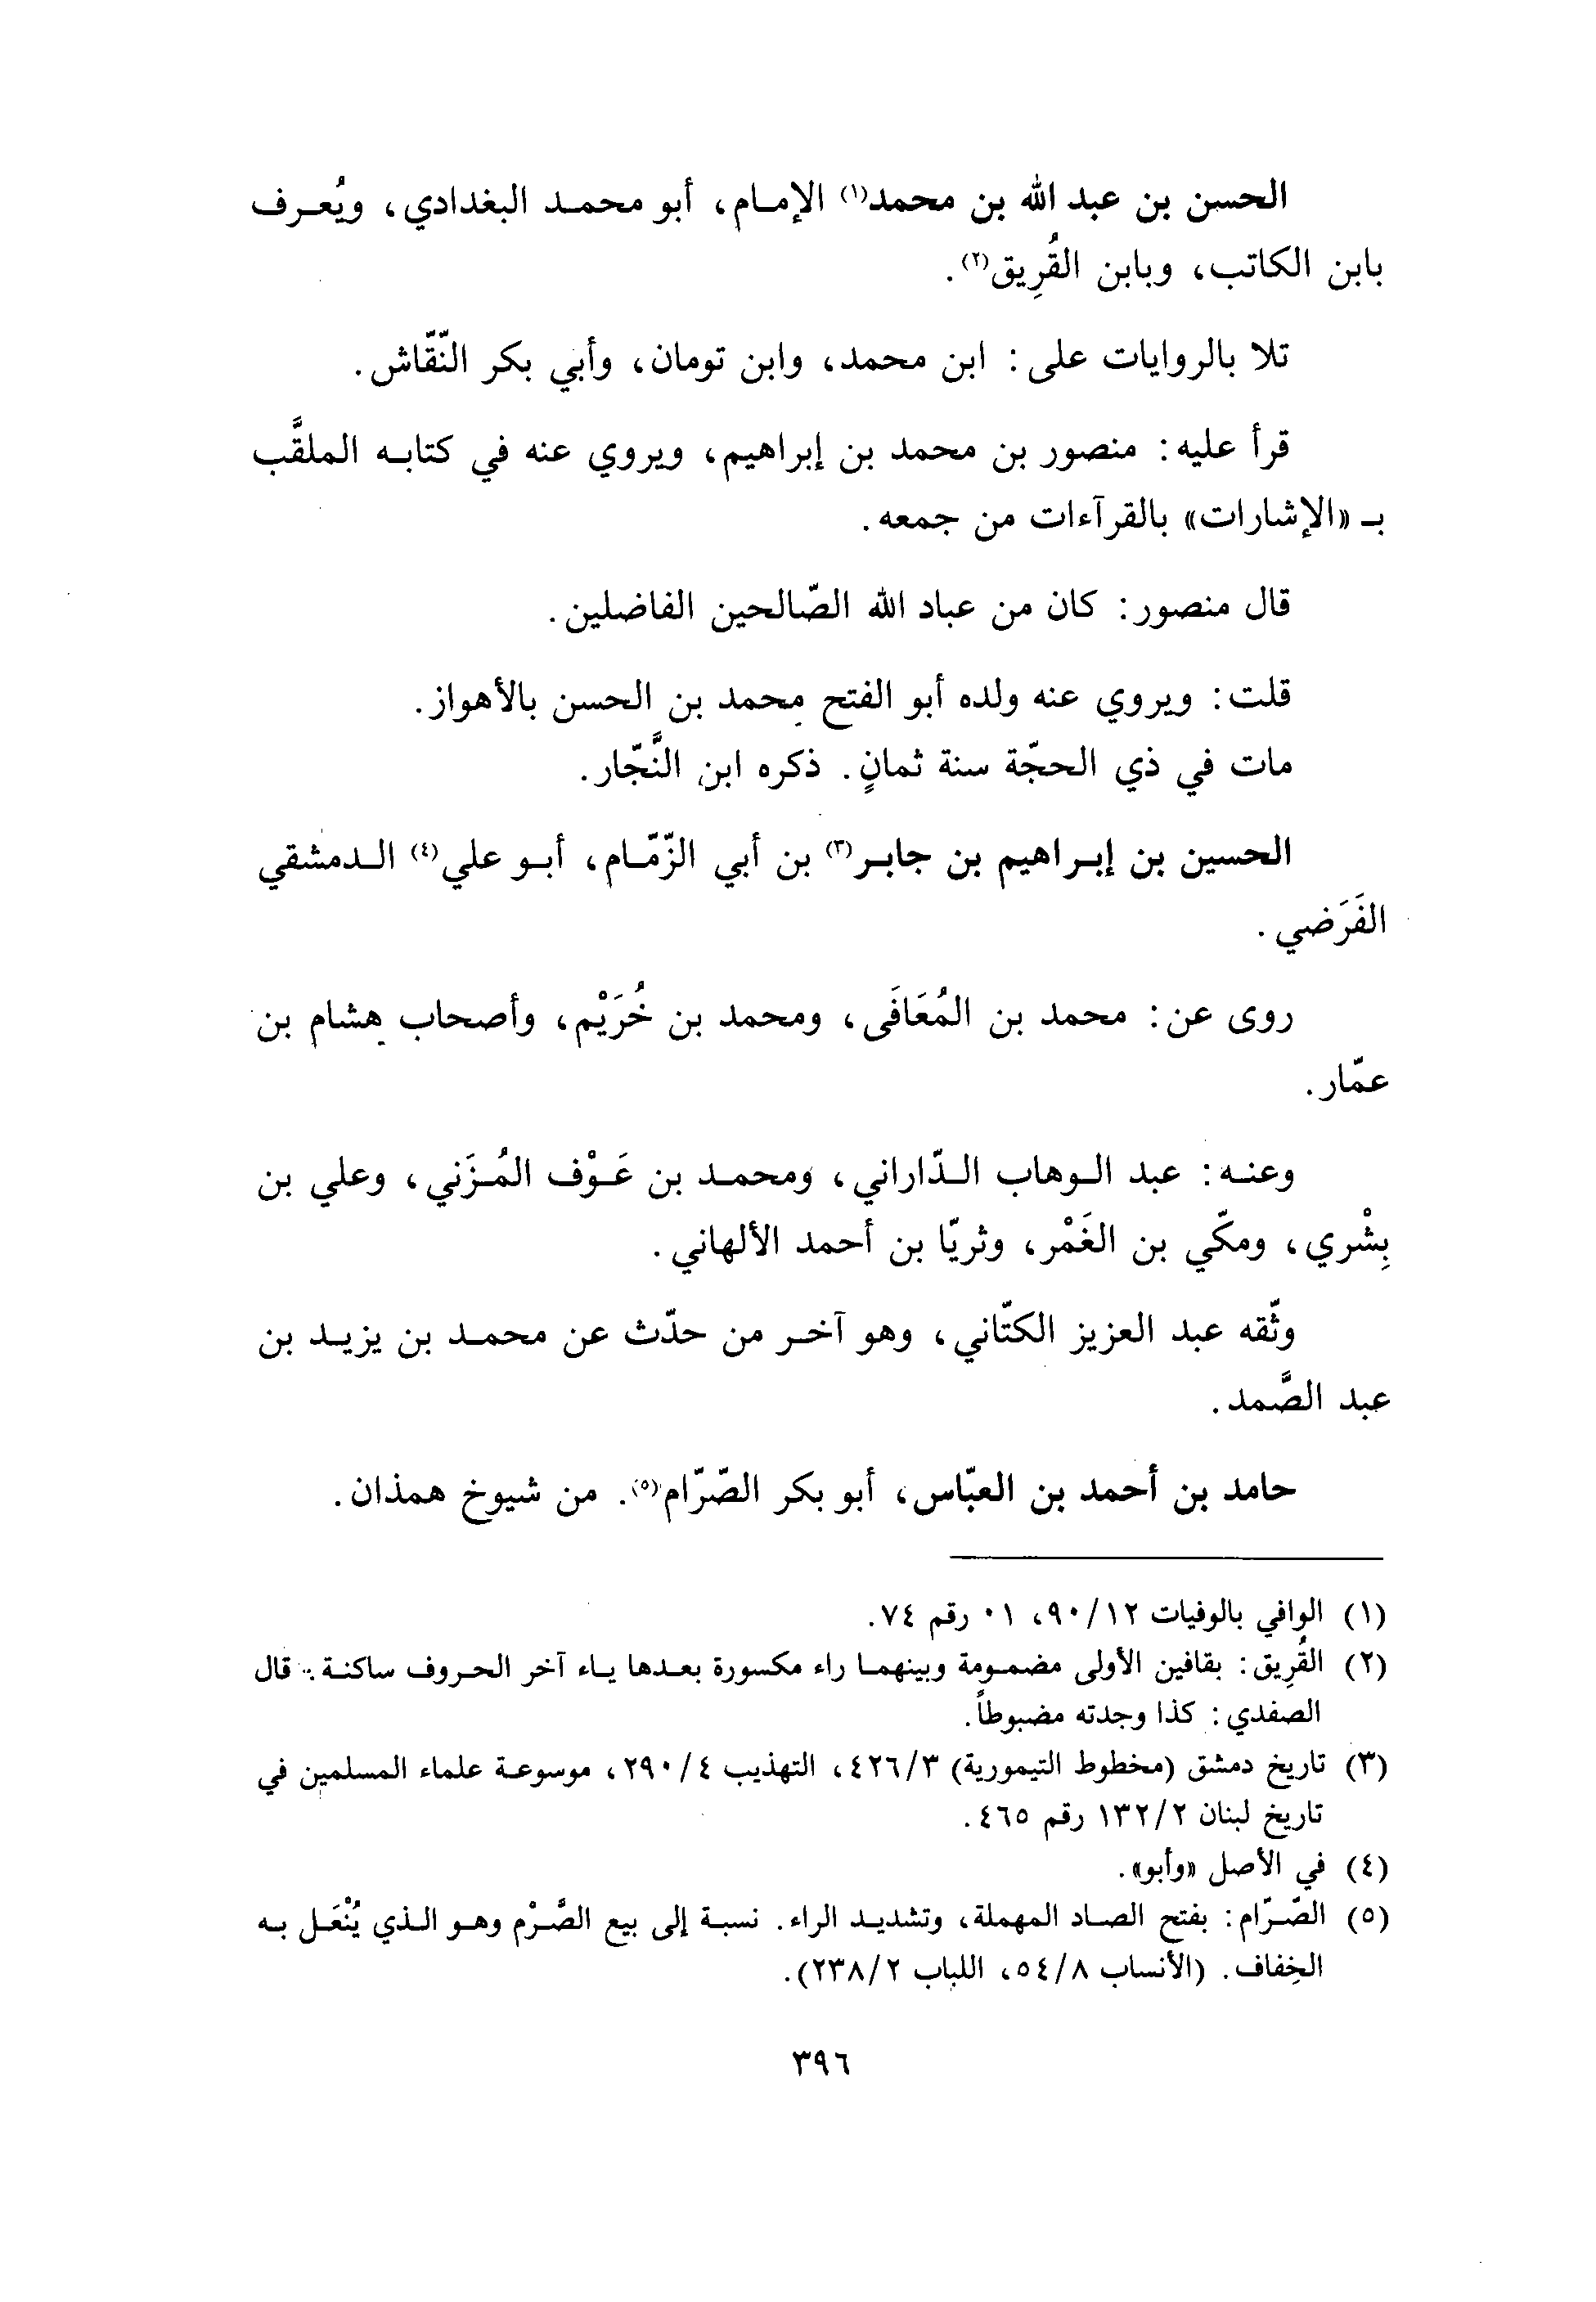 الحسن بن عبد الله بن محمد(١) الإمام، أبو محمد البغدادي، ويُعرف
بابن الكاتب، وبابن القُرِيق(٢).
تلا بالروايات على: ابن محمد، وابن تومان، وأبي بكر النّقّاش.
قرأ عليه: منصور بن محمد بن إبراهيم، ويروي عنه في كتابه الملقَّب
بـ «الإشارات» بالقرآءات من جمعه.
قال منصور: كان من عباد الله الصّالحين الفاضلين.
قلت: ويروي عنه ولده أبو الفتح محمد بن الحسن بالأهواز.
مات في ذي الحجّة سنة ثمانٍ. ذكره ابن النَّجّار.
الحسين بن إبراهيم بن جابر(٣) بن أبي الزّمّام، أبو علي(٤) الدمشقي
الفَرَضي.
روى عن: محمد بن المُعَافَى، ومحمد بن خُرَيْم، وأصحاب هشام بن
عمّار.
وعنه: عبد الوهاب الدّاراني، ومحمد بن عَوْف المُزَني، وعلي بن
بِشْري، ومكّي بن الغَمْر، وثريّا بن أحمد الألهاني.
وثّقه عبد العزيز الكتّاني، وهو آخر من حدّث عن محمد بن يزيد بن
عبد الصَّمد.
حامد بن أحمد بن العبّاس، أبو بكر الصّرّام(٥). من شيوخ همذان.
(١) الوافي بالوفيات ٩٠/١٢، ٠١ رقم ٧٤.
(٢) القُرِيق: بقافين الأولى مضمومة وبينهما راء مكسورة بعدها ياء آخر الحروف ساكنة. قال
الصفدي: كذا وجدته مضبوطاً.
(٣) تاريخ دمشق (مخطوط التيمورية) ٤٢٦/٣، التهذيب ٢٩٠/٤، موسوعة علماء المسلمين في
تاريخ لبنان ١٣٢/٢ رقم ٤٦٥.
(٤) في الأصل «وأبو».
(٥) الصّرّام: بفتح الصاد المهملة، وتشديد الراء. نسبة إلى بيع الصَّرْم وهو الذي يُنْعَل به
الخِفاف. (الأنساب ٥٤/٨، اللباب ٢٣٨/٢).
٣٩٦